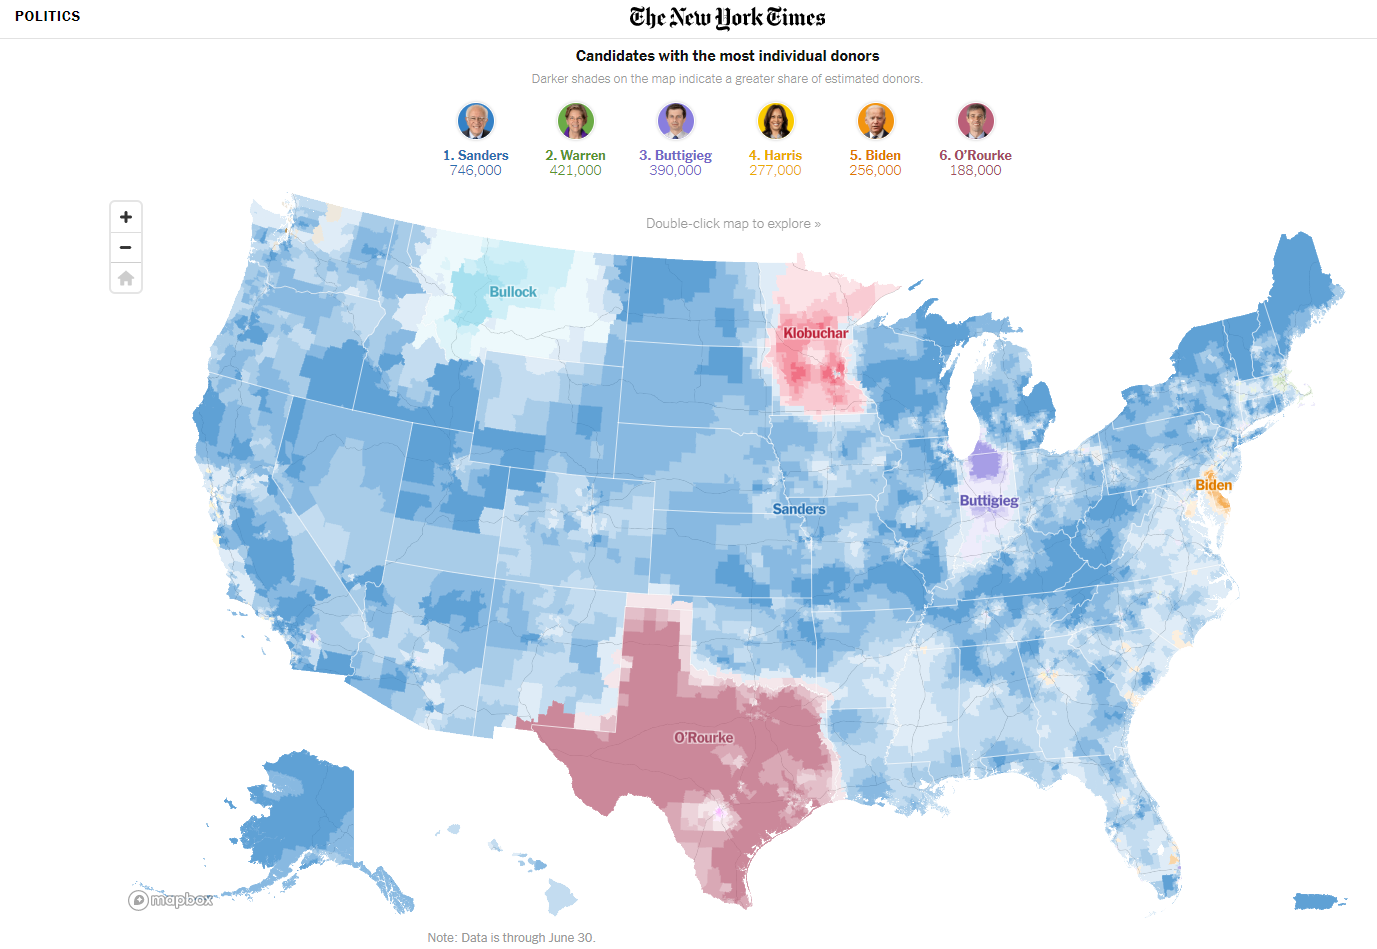 POLITICS
The New York Times
Candidates with the most individual donors
Darker shades on the map indicate a greater share of estimated donors.
1. Sanders 2. Warren 3. Buttigieg 4. Harris 5. Biden 6. O'Rourke
746,000 421,000 390,000 277,000 256,000 188,000
+
−
Double-click map to explore »
Bullock
Klobuchar
Biden
Buttigieg
Sanders
O'Rourke
mapbox
Note: Data is through June 30.